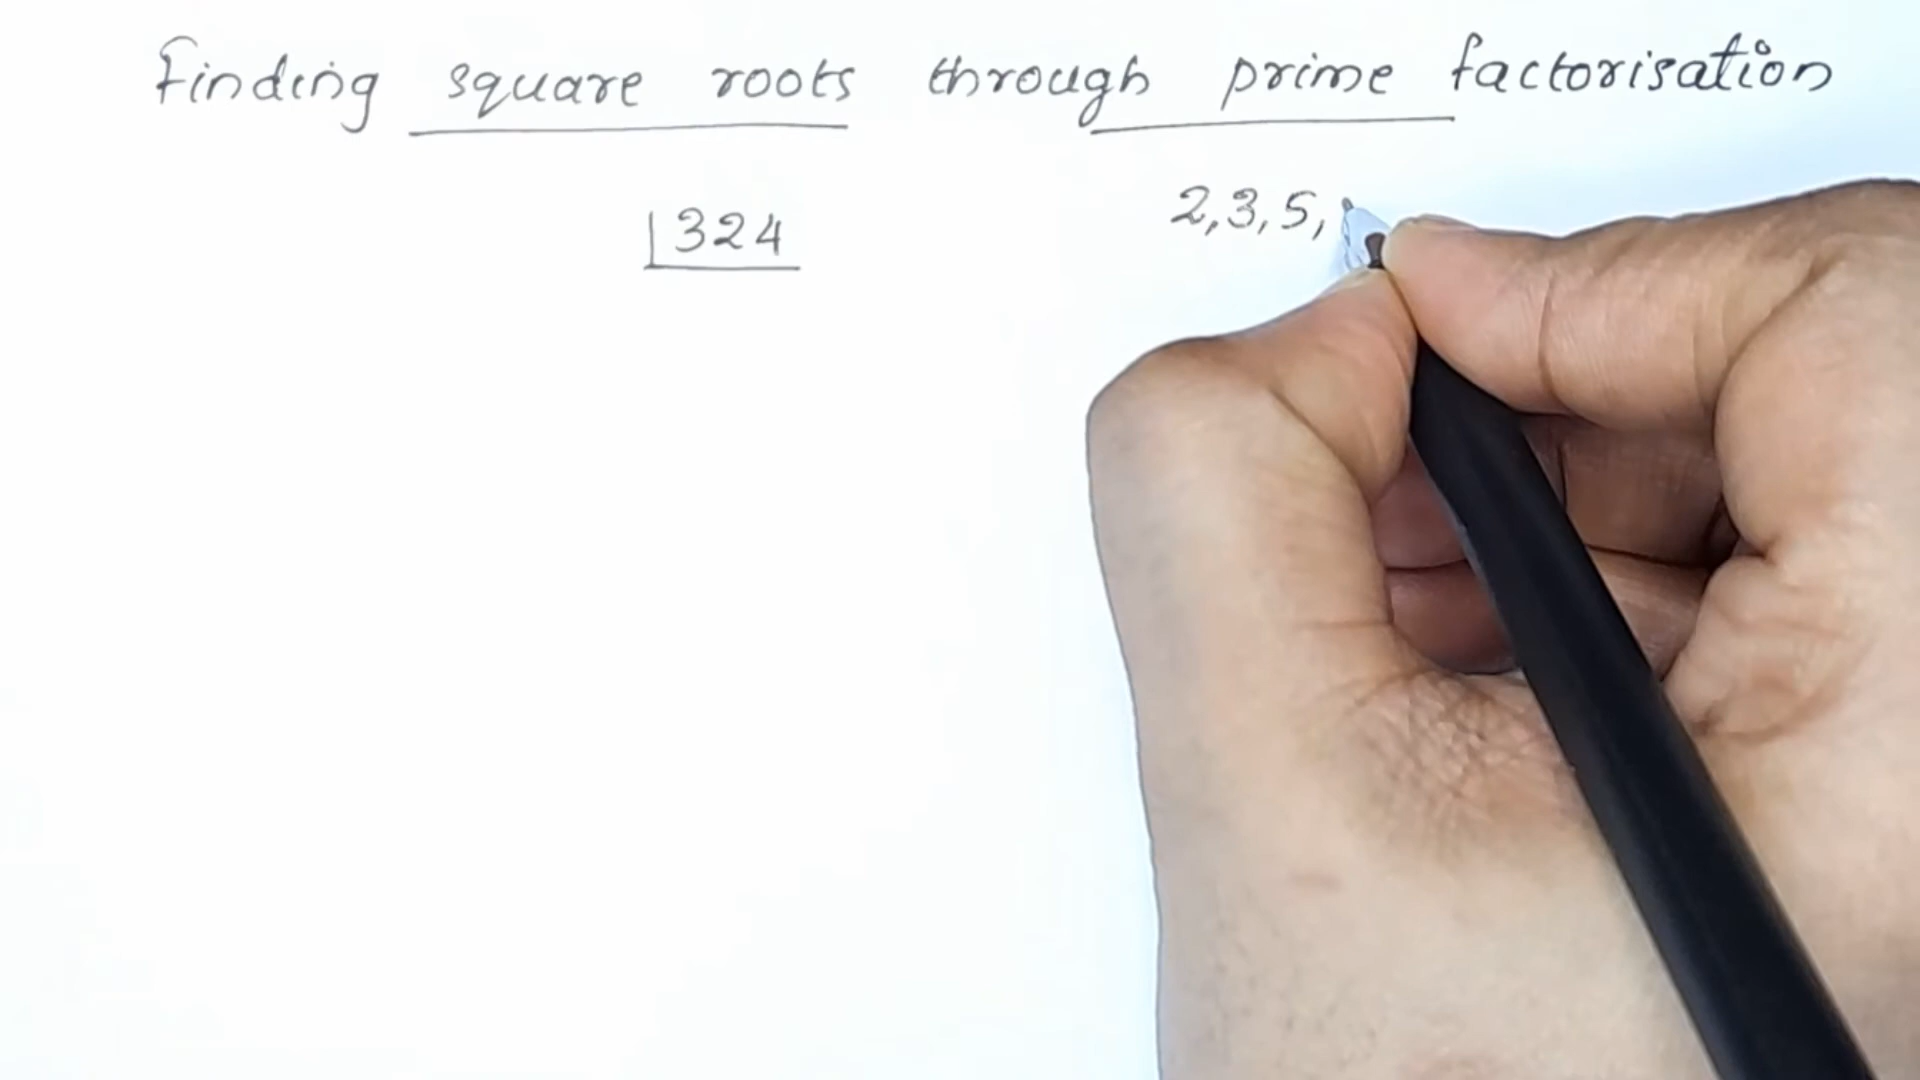 Finding square roots through prime factorisation
324
2,3,5,